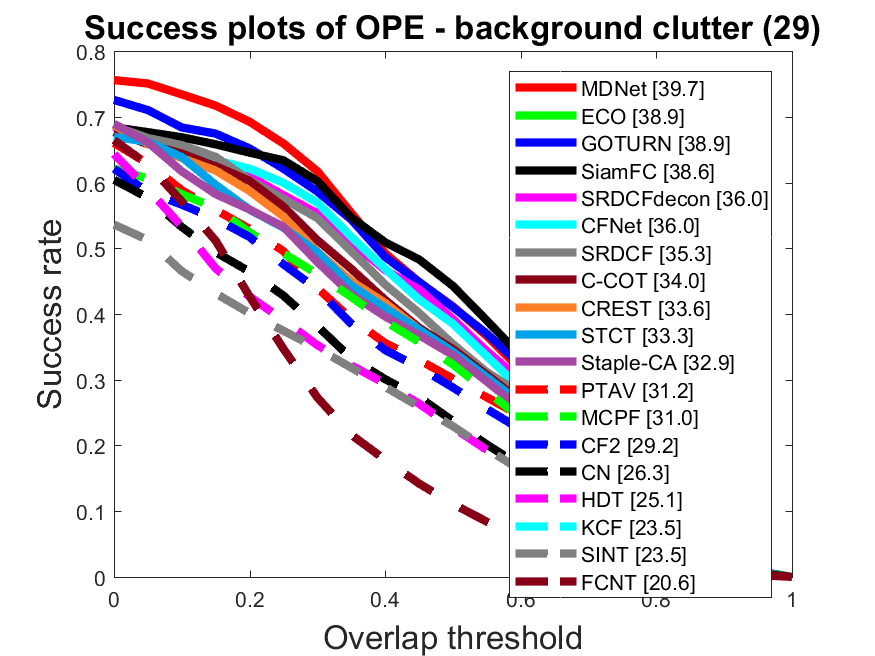 Success plots of OPE - background clutter (29)
0.8
0.7
0.6
0.5
0.4
0.3
0.2
0.1
0
Success rate
MDNet [39.7]
ECO [38.9]
GOTURN [38.9]
SiamFC [38.6]
SRDCFdecon [36.0]
CFNet [36.0]
SRDCF [35.3]
C-COT [34.0]
CREST [33.6]
STCT [33.3]
Staple-CA [32.9]
PTAV [31.2]
MCPF [31.0]
CF2 [29.2]
CN [26.3]
HDT [25.1]
KCF [23.5]
SINT [23.5]
FCNT [20.6]
0 0.2 0.4 0.6 0.8 1
Overlap threshold